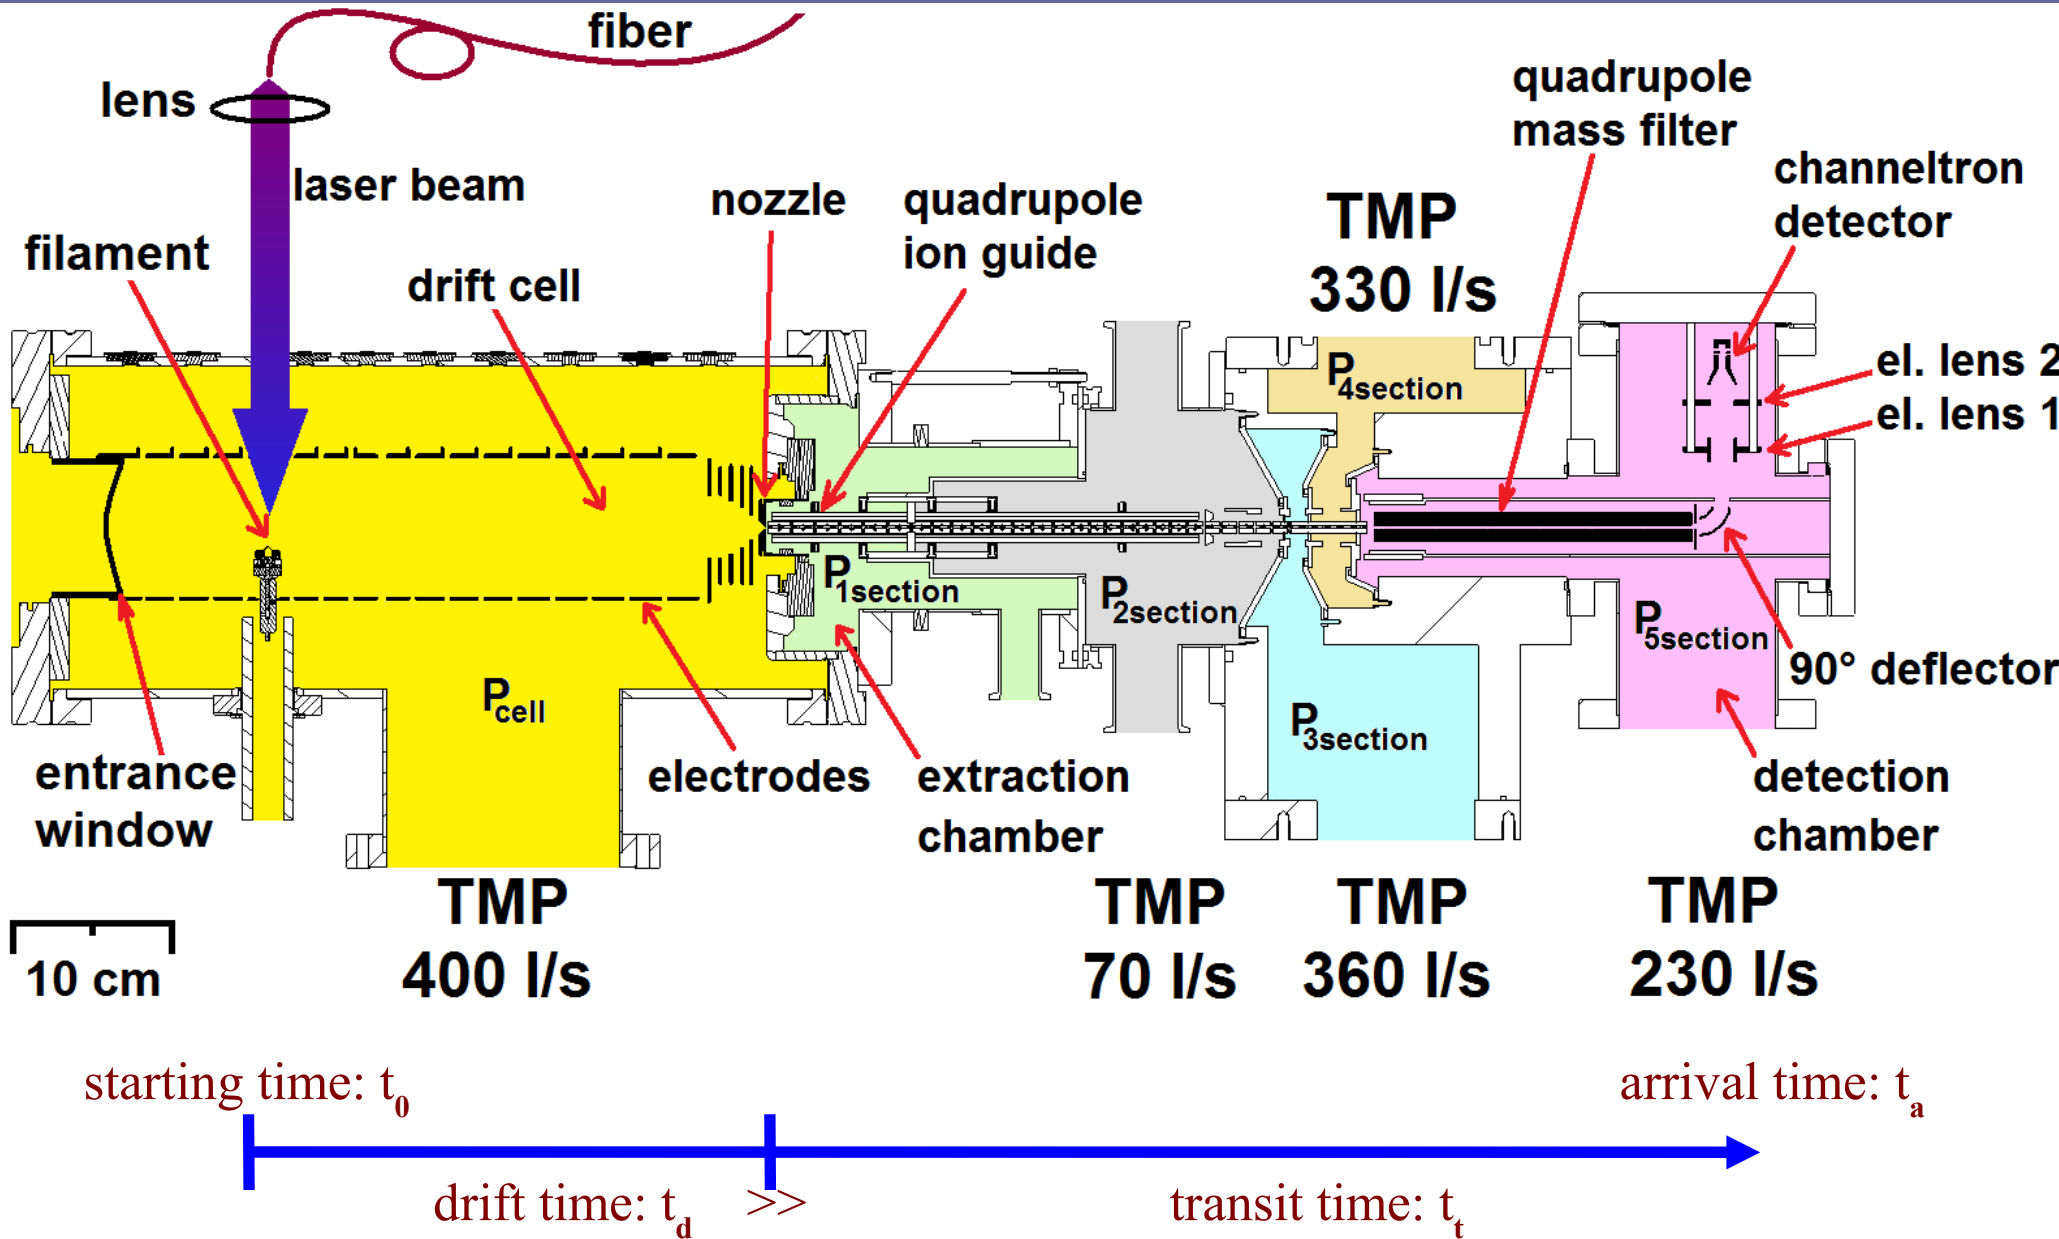 fiber
lens
quadrupole
mass filter
channeltron
detector
laser beam
nozzle
quadrupole
ion guide
TMP
330 l/s
filament
drift cell
P4section
el. lens 2
el. lens 1
P1section
P2section
P5section
90° deflector
Pcell
P3section
entrance
window
electrodes
extraction
chamber
detection
chamber
TMP
400 l/s
TMP
70 l/s
TMP
360 l/s
TMP
230 l/s
10 cm
starting time: t0
arrival time: ta
drift time: td >> transit time: tt